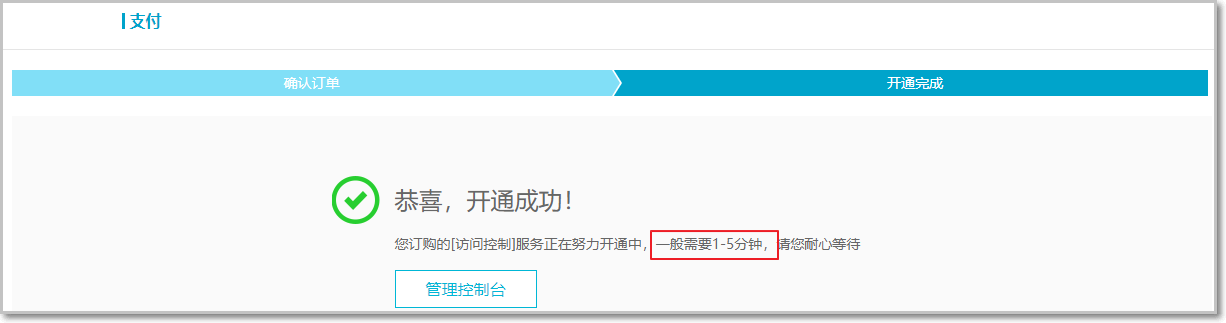 支付
确认订单
开通完成
恭喜，开通成功！
您订购的[访问控制]服务正在努力开通中，一般需要1-5分钟，请您耐心等待
管理控制台